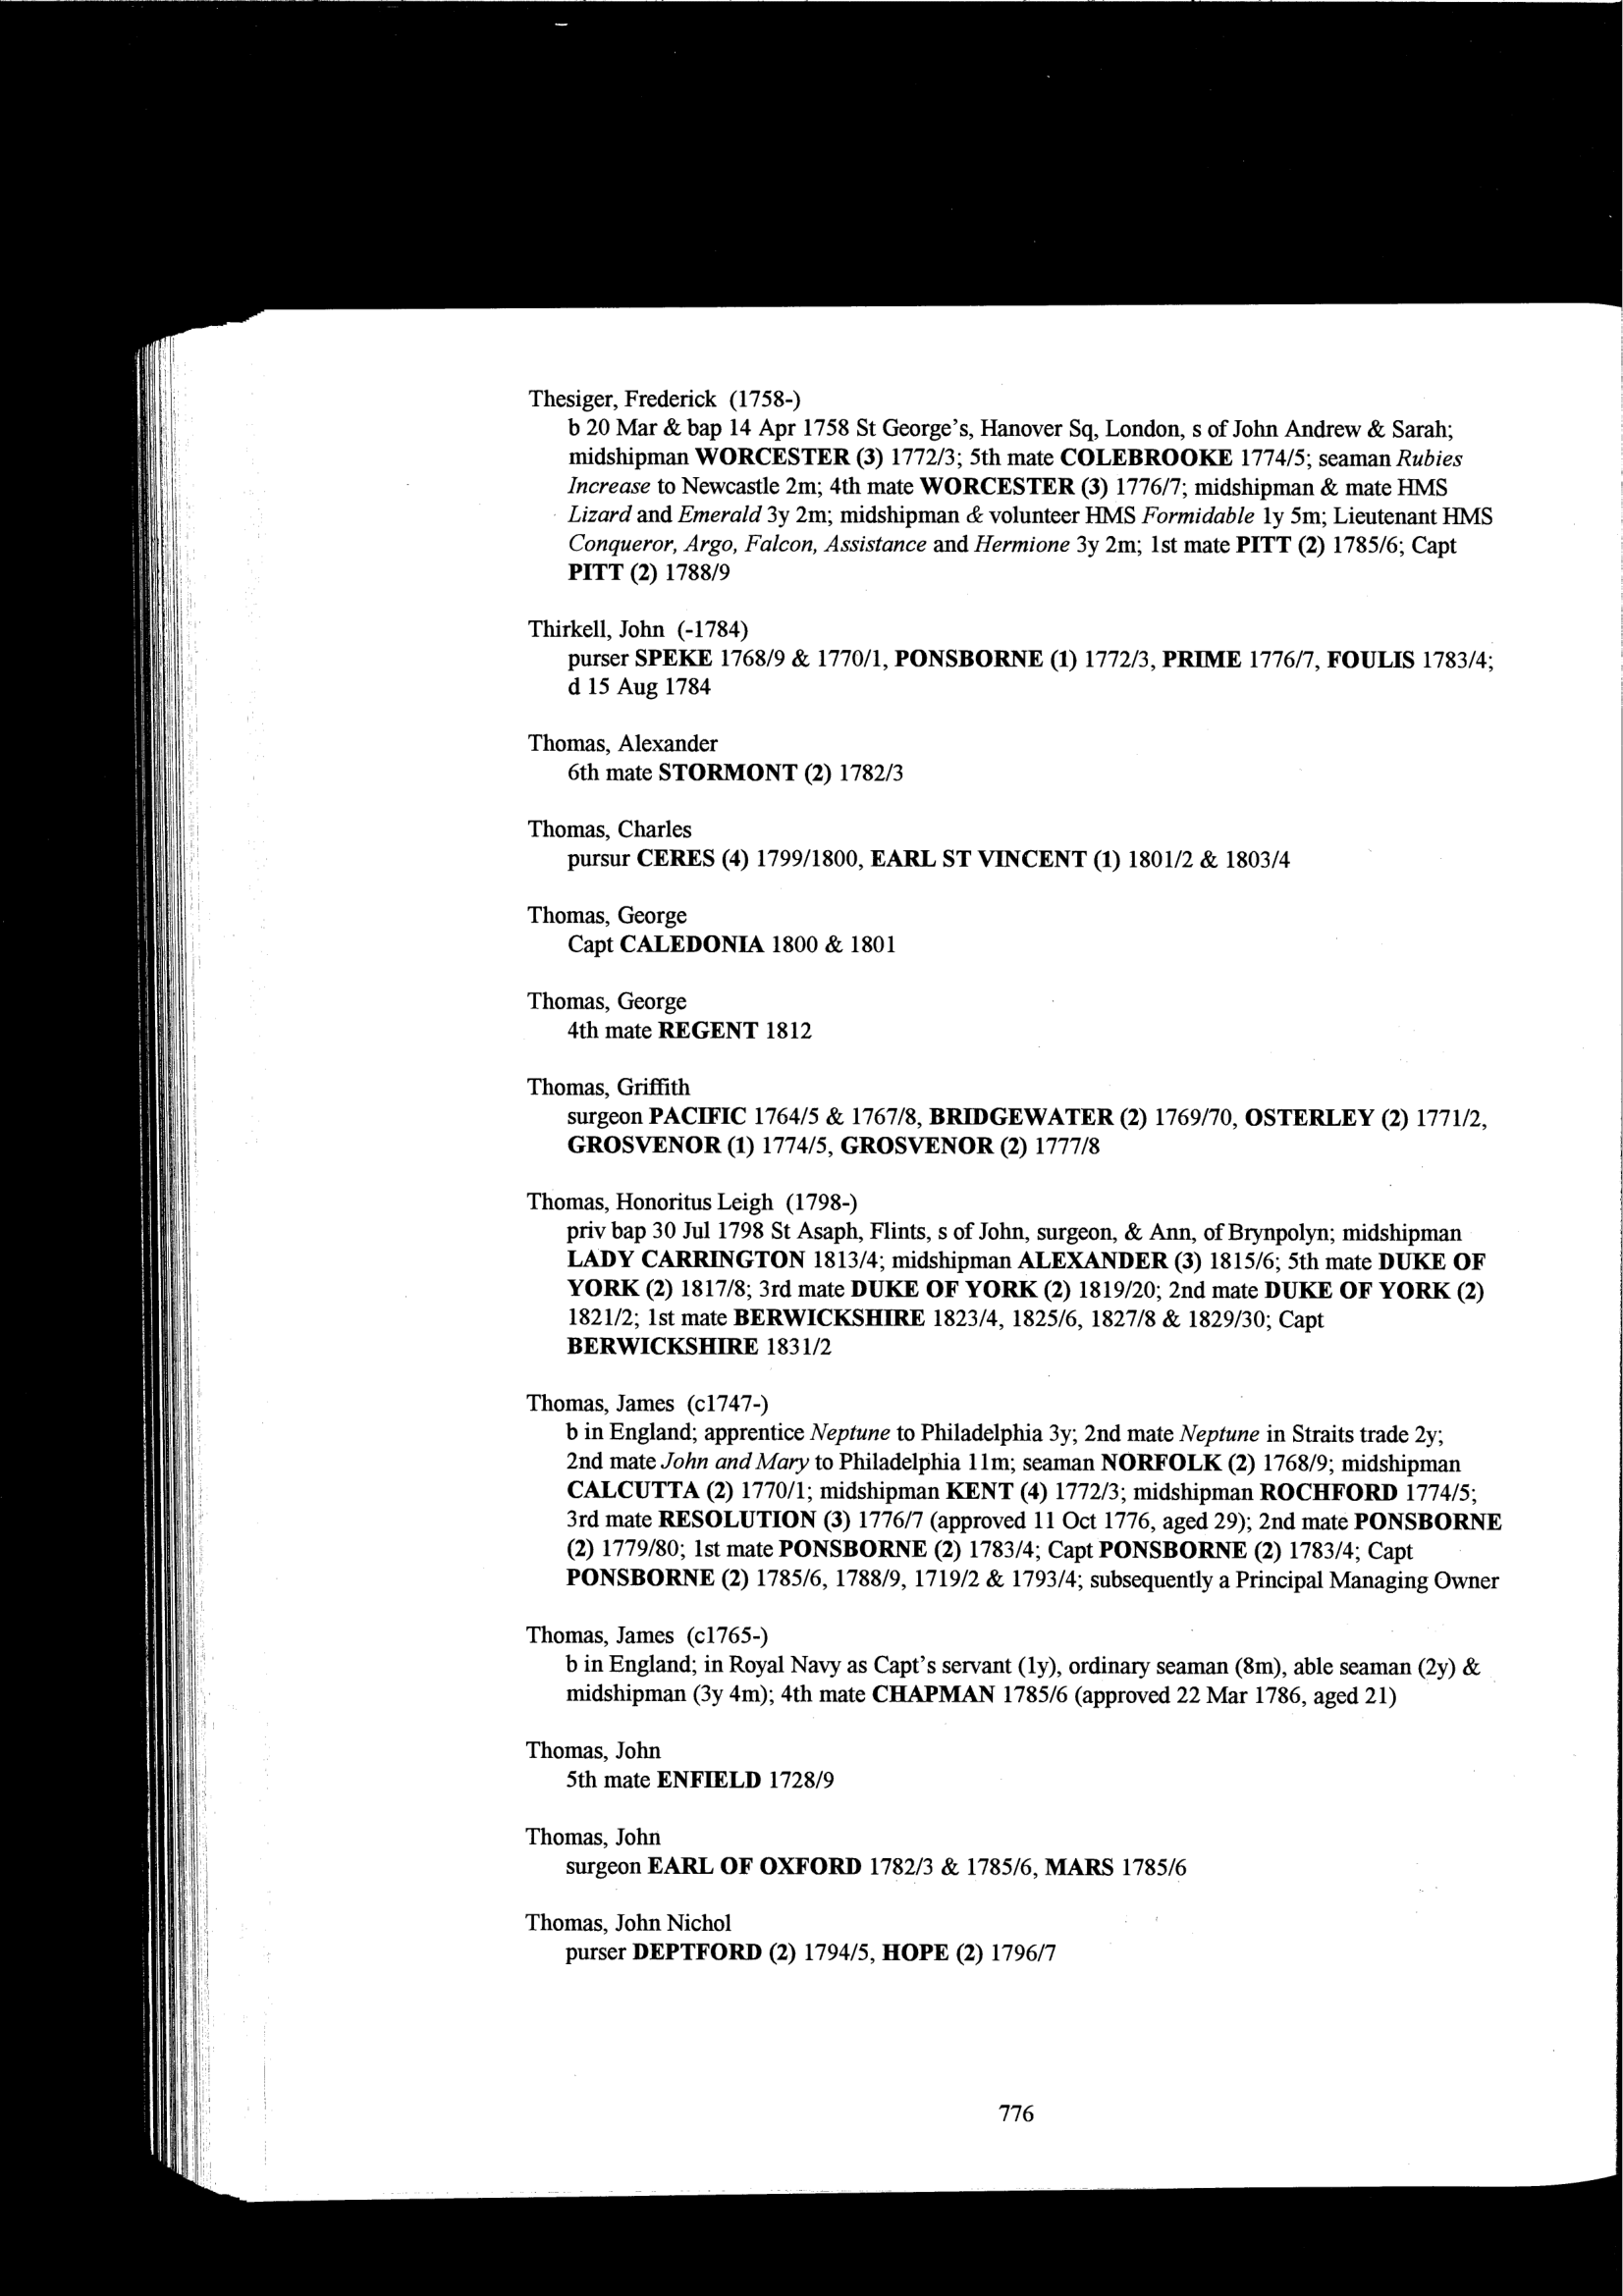 Thesiger, Frederick (1758-)
b 20 Mar & bap 14 Apr 1758 St George's, Hanover Sq, London, s of John Andrew & Sarah;
midshipman WORCESTER (3) 1772/3; 5th mate COLEBROOKE 1774/5; seaman Rubies
Increase to Newcastle 2m; 4th mate WORCESTER (3) 1776/7; midshipman & mate HMS
Lizard and Emerald 3y 2m; midshipman & volunteer HMS Formidable 1y 5m; Lieutenant HMS
Conqueror, Argo, Falcon, Assistance and Hermione 3y 2m; 1st mate PITT (2) 1785/6; Capt
PITT (2) 1788/9
Thirkell, John (-1784)
purser SPEKE 1768/9 & 1770/1, PONSBORNE (1) 1772/3, PRIME 1776/7, FOULIS 1783/4;
d 15 Aug 1784
Thomas, Alexander
6th mate STORMONT (2) 1782/3
Thomas, Charles
pursur CERES (4) 1799/1800, EARL ST VINCENT (1) 1801/2 & 1803/4
Thomas, George
Capt CALEDONIA 1800 & 1801
Thomas, George
4th mate REGENT 1812
Thomas, Griffith
surgeon PACIFIC 1764/5 & 1767/8, BRIDGEWATER (2) 1769/70, OSTERLEY (2) 1771/2,
GROSVENOR (1) 1774/5, GROSVENOR (2) 1777/8
Thomas, Honoritus Leigh (1798-)
priv bap 30 Jul 1798 St Asaph, Flints, s of John, surgeon, & Ann, of Brynpolyn; midshipman
LADY CARRINGTON 1813/4; midshipman ALEXANDER (3) 1815/6; 5th mate DUKE OF
YORK (2) 1817/8; 3rd mate DUKE OF YORK (2) 1819/20; 2nd mate DUKE OF YORK (2)
1821/2; 1st mate BERWICKSHIRE 1823/4, 1825/6, 1827/8 & 1829/30; Capt
BERWICKSHIRE 1831/2
Thomas, James (c1747-)
b in England; apprentice Neptune to Philadelphia 3y; 2nd mate Neptune in Straits trade 2y;
2nd mate John and Mary to Philadelphia 11m; seaman NORFOLK (2) 1768/9; midshipman
CALCUTTA (2) 1770/1; midshipman KENT (4) 1772/3; midshipman ROCHFORD 1774/5;
3rd mate RESOLUTION (3) 1776/7 (approved 11 Oct 1776, aged 29); 2nd mate PONSBORNE
(2) 1779/80; 1st mate PONSBORNE (2) 1783/4; Capt PONSBORNE (2) 1783/4; Capt
PONSBORNE (2) 1785/6, 1788/9, 1719/2 & 1793/4; subsequently a Principal Managing Owner
Thomas, James (c1765-)
b in England; in Royal Navy as Capt's servant (1y), ordinary seaman (8m), able seaman (2y) &
midshipman (3y 4m); 4th mate CHAPMAN 1785/6 (approved 22 Mar 1786, aged 21)
Thomas, John
5th mate ENFIELD 1728/9
Thomas, John
surgeon EARL OF OXFORD 1782/3 & 1785/6, MARS 1785/6
Thomas, John Nichol
purser DEPTFORD (2) 1794/5, HOPE (2) 1796/7
776